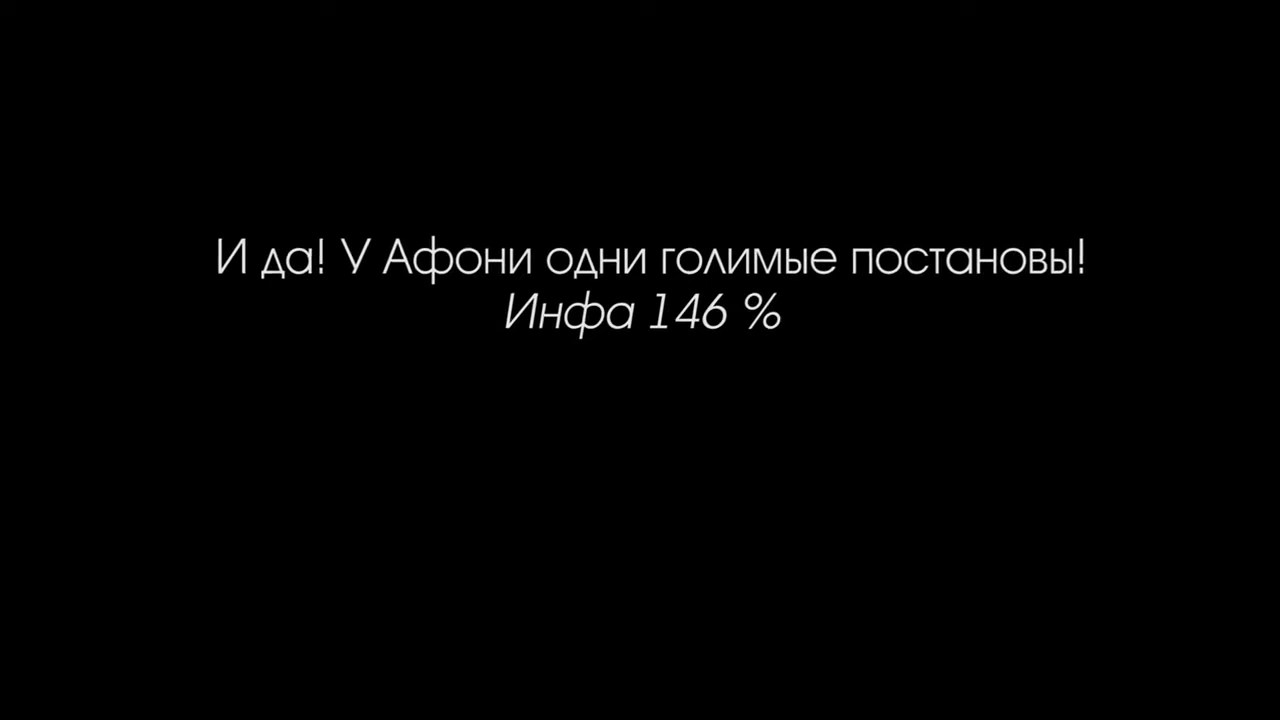 И да! У Афони одни голимые постановы!
Инфа 146 %